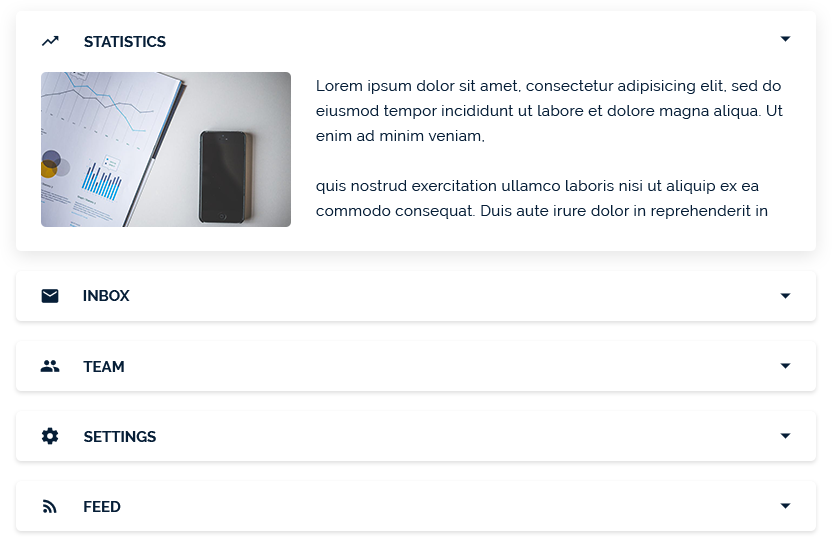 STATISTICS
Lorem ipsum dolor sit amet, consectetur adipisicing elit, sed do
eiusmod tempor incididunt ut labore et dolore magna aliqua. Ut
enim ad minim veniam,
quis nostrud exercitation ullamco laboris nisi ut aliquip ex ea
commodo consequat. Duis aute irure dolor in reprehenderit in
INBOX
TEAM
SETTINGS
FEED